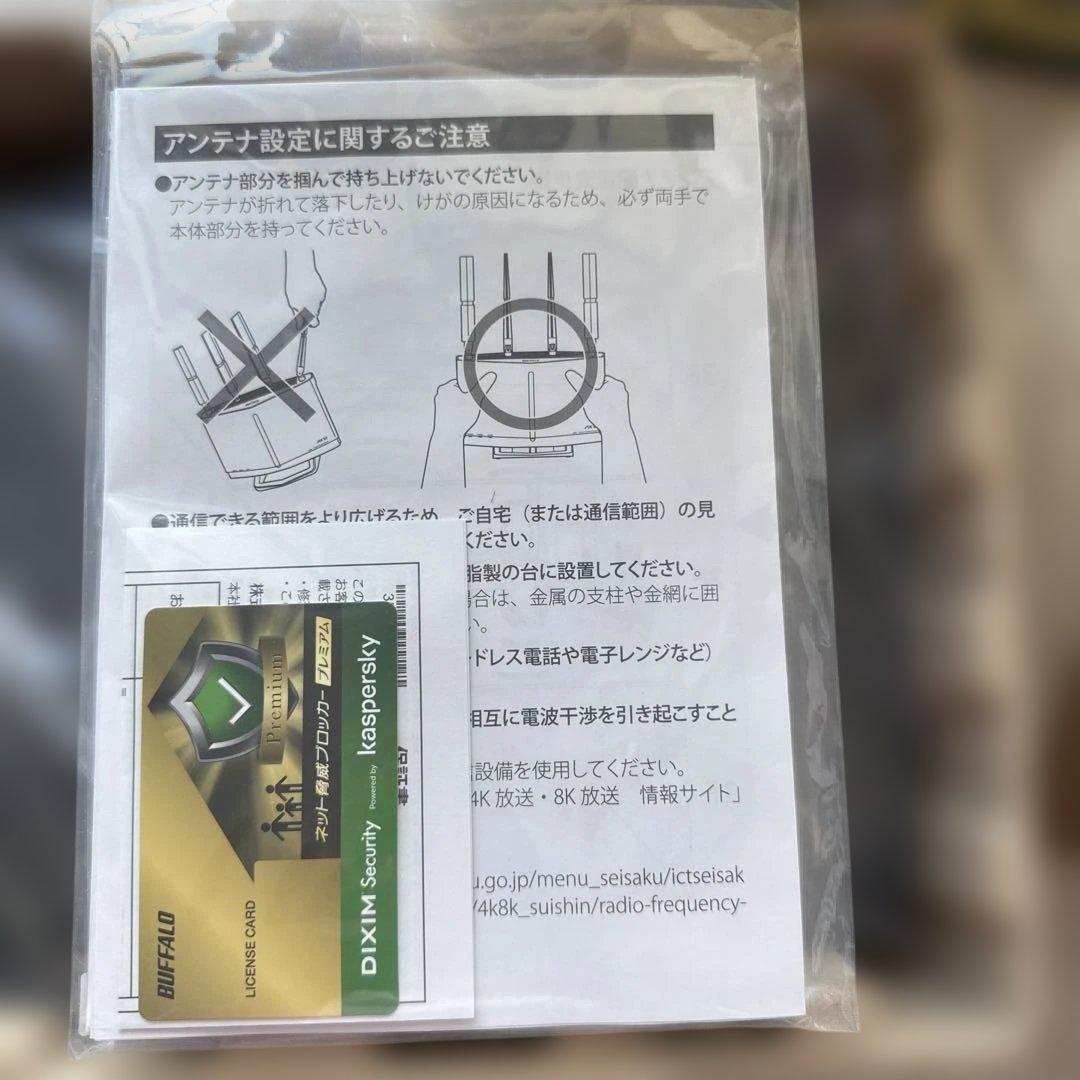 アンテナ設定に関するご注意
●アンテナ部分を掴んで持ち上げないでください。
アンテナが折れて落下したり、けがの原因になるため、必ず両手で
本体部分を持ってください。
●通信できる範囲をより広げるため、ご自宅（または通信範囲）の見
ください。
脂製の台に設置してください。
場合は、金属の支柱や金網に囲
い。
ドレス電話や電子レンジなど）
相互に電波干渉を引き起こすこと
設備を使用してください。
4K 放送・8K 放送　情報サイト」
u.go.jp/menu_seisaku/ictseisak
/4k8k_suishin/radio-frequency-
保証書
Premium
ネット脅威ブロッカー プレミアム
DIXIM Security Powered by kaspersky
BUFFALO
LICENSE CARD